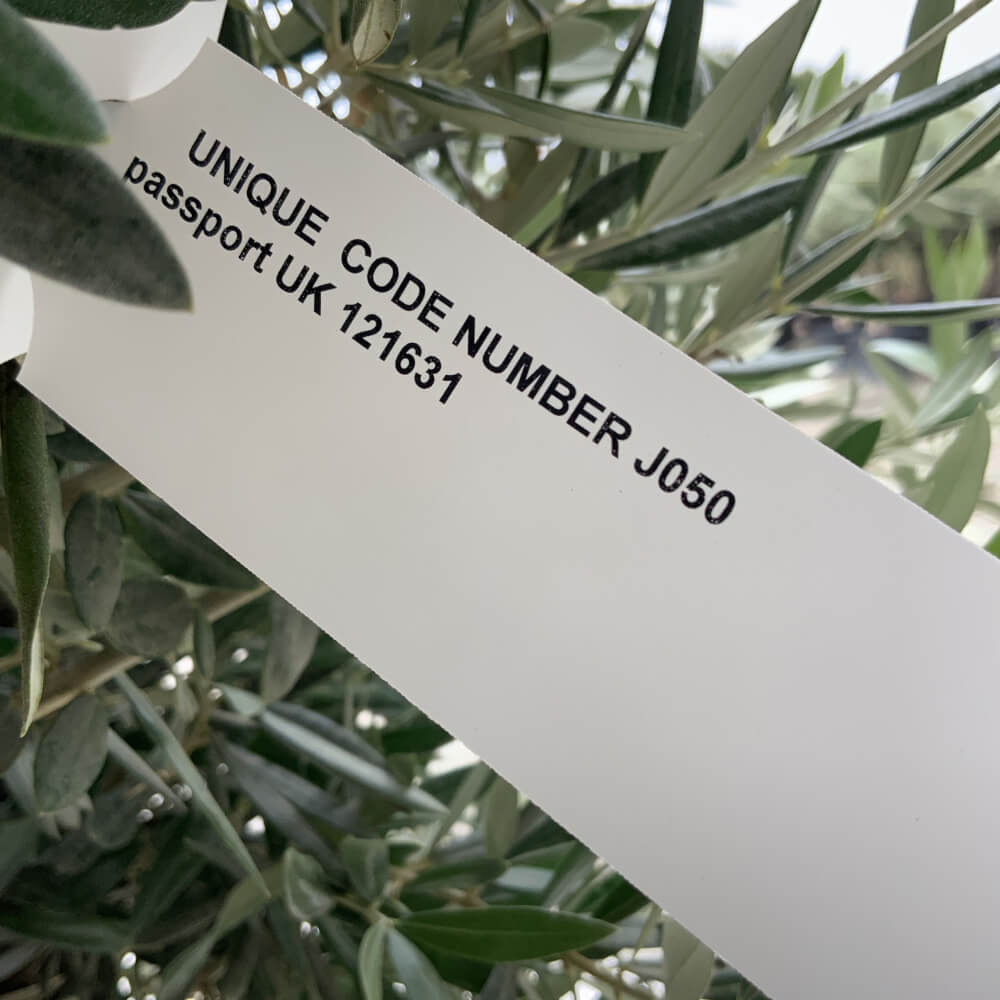 UNIQUE CODE NUMBER J050
passport UK 121631